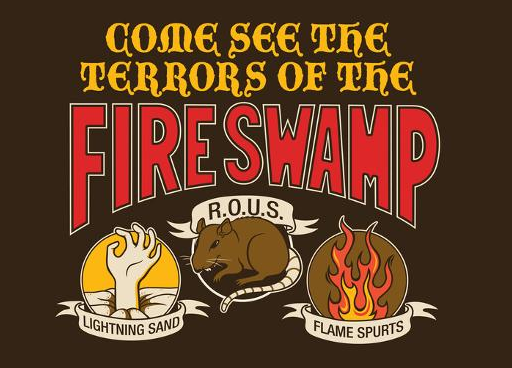 COME SEE THE
TERRORS OF THE
FIRE SWAMP
R.O.U.S.
LIGHTNING SAND
FLAME SPURTS